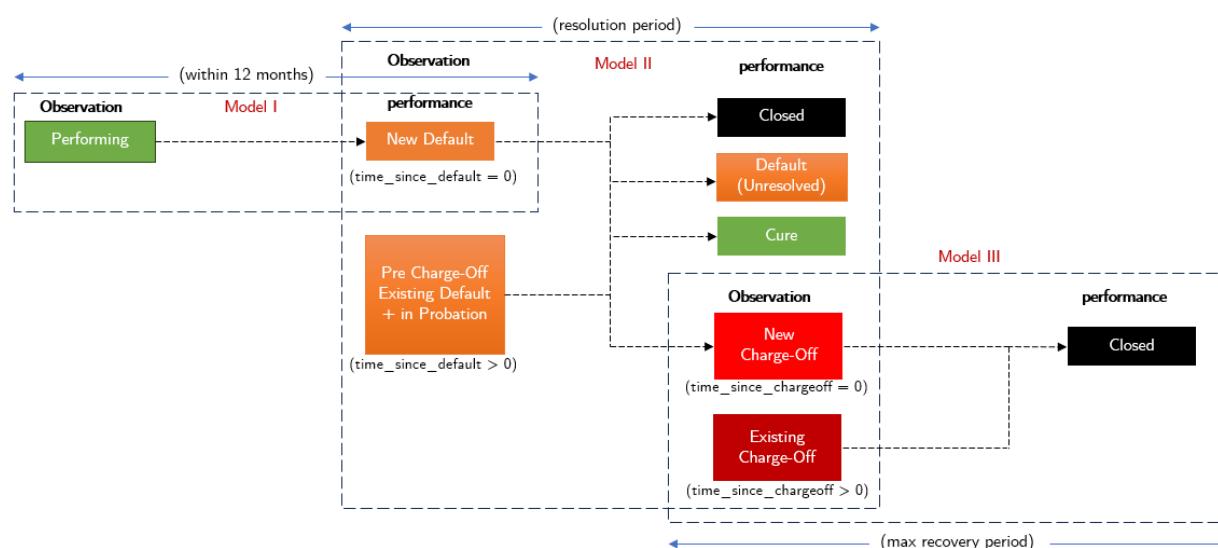 (resolution period)
Observation
Model II
performance
(within 12 months)
Observation
Model I
performance
Performing
New Default
(time_since_default = 0)
Closed
Default
(Unresolved)
Cure
Pre Charge-Off
Existing Default
+ in Probation
(time_since_default > 0)
Model III
Observation
performance
New
Charge-Off
(time_since_chargeoff = 0)
Closed
Existing
Charge-Off
(time_since_chargeoff > 0)
(max recovery period)